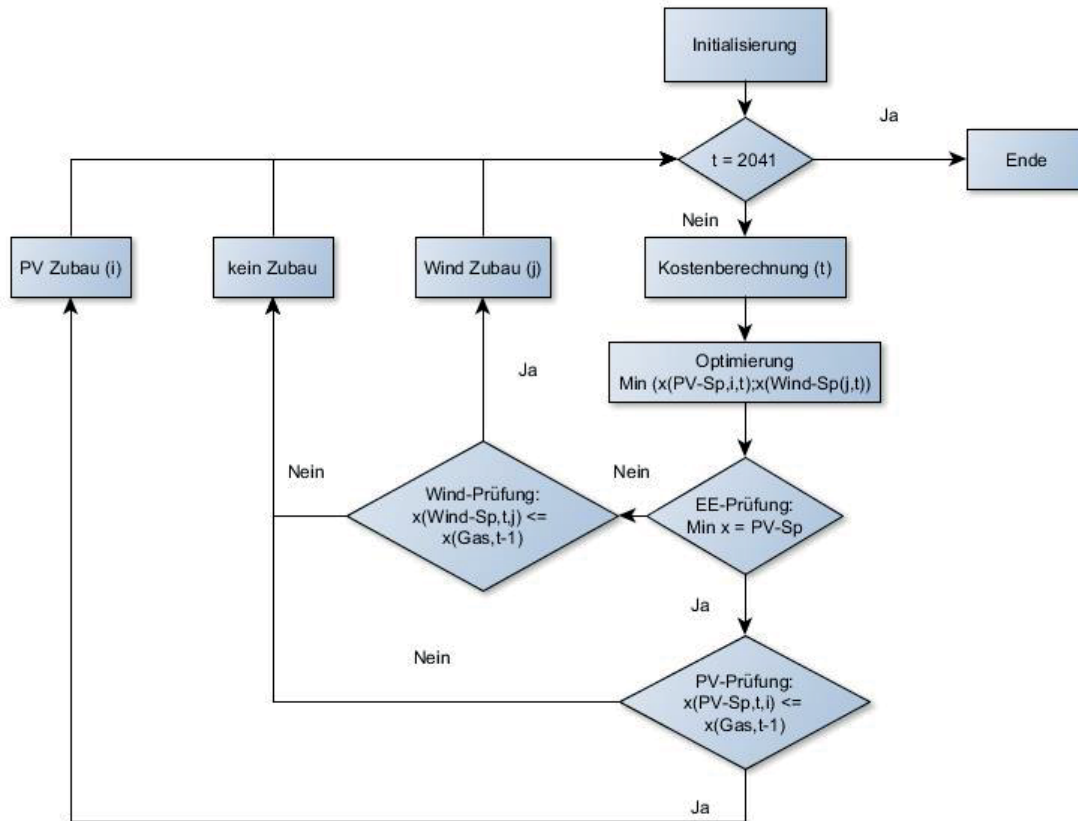 Initialisierung
Ja
t = 2041
Ende
Nein
PV Zubau (i)
kein Zubau
Wind Zubau (j)
Kostenberechnung (t)
Optimierung
Min (x(PV-Sp,i,t);x(Wind-Sp(j,t))
Ja
Nein
Wind-Prüfung:
x(Wind-Sp,t,j) <=
x(Gas,t-1)
Nein
EE-Prüfung:
Min x = PV-Sp
Ja
Nein
PV-Prüfung:
x(PV-Sp,t,i) <=
x(Gas,t-1)
Ja